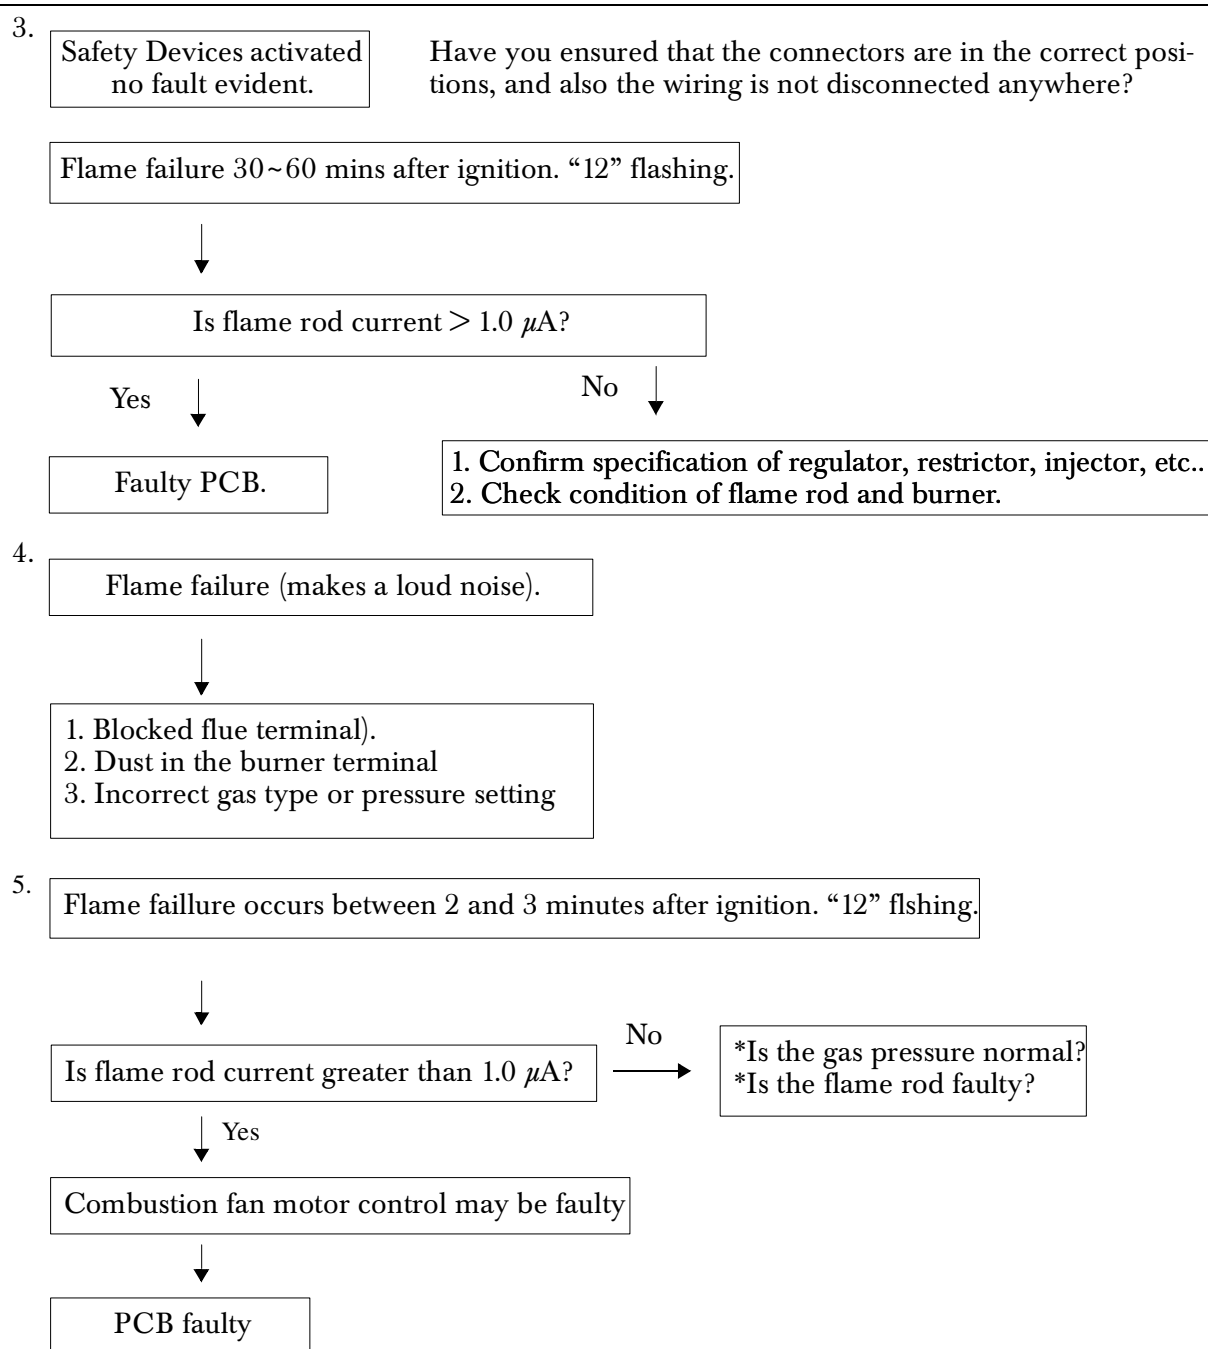 3.
Safety Devices activated
no fault evident.
Have you ensured that the connectors are in the correct posi-
tions, and also the wiring is not disconnected anywhere?
Flame failure 30~60 mins after ignition. “12” flashing.
Is flame rod current > 1.0 µA?
Yes
No
Faulty PCB.
1. Confirm specification of regulator, restrictor, injector, etc..
2. Check condition of flame rod and burner.
4.
Flame failure (makes a loud noise).
1. Blocked flue terminal).
2. Dust in the burner terminal
3. Incorrect gas type or pressure setting
5.
Flame faillure occurs between 2 and 3 minutes after ignition. “12” flshing.
Is flame rod current greater than 1.0 µA?
No
*Is the gas pressure normal?
*Is the flame rod faulty?
Yes
Combustion fan motor control may be faulty
PCB faulty